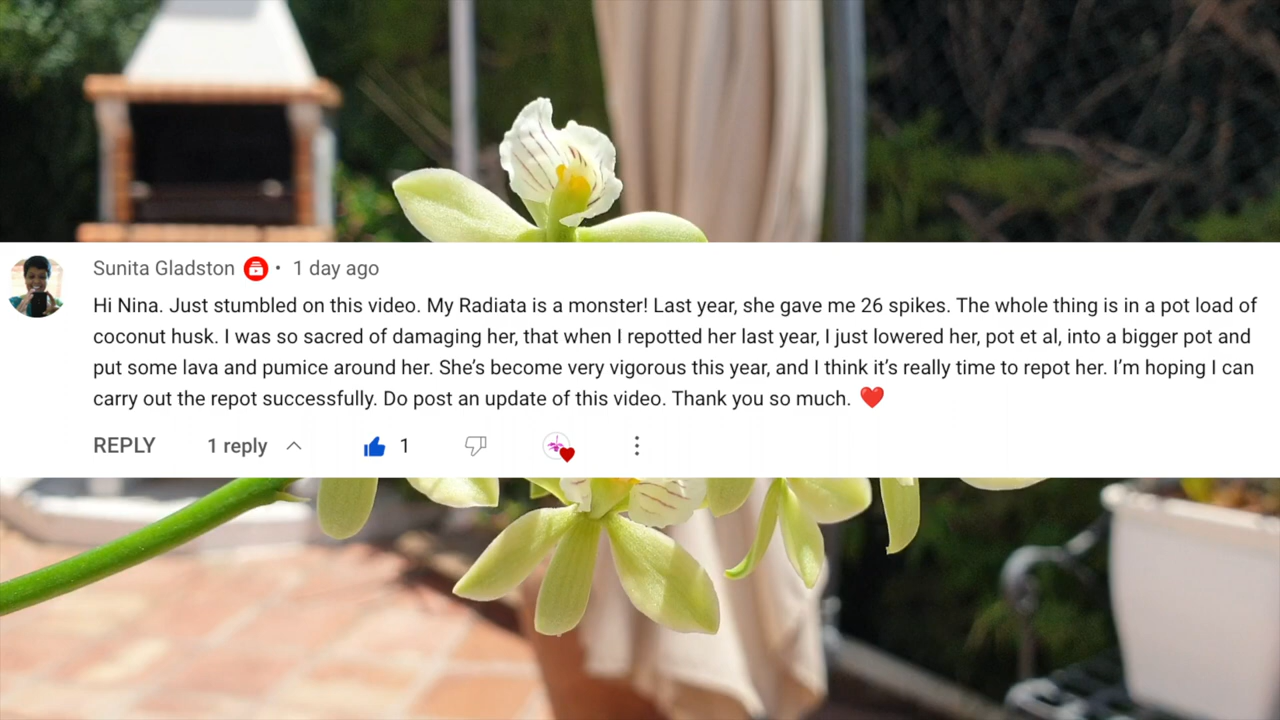 Sunita Gladston • 1 day ago
Hi Nina. Just stumbled on this video. My Radiata is a monster! Last year, she gave me 26 spikes. The whole thing is in a pot load of
coconut husk. I was so sacred of damaging her, that when I repotted her last year, I just lowered her, pot et al, into a bigger pot and
put some lava and pumice around her. She’s become very vigorous this year, and I think it’s really time to repot her. I’m hoping I can
carry out the repot successfully. Do post an update of this video. Thank you so much. ❤️
REPLY 1 reply 1